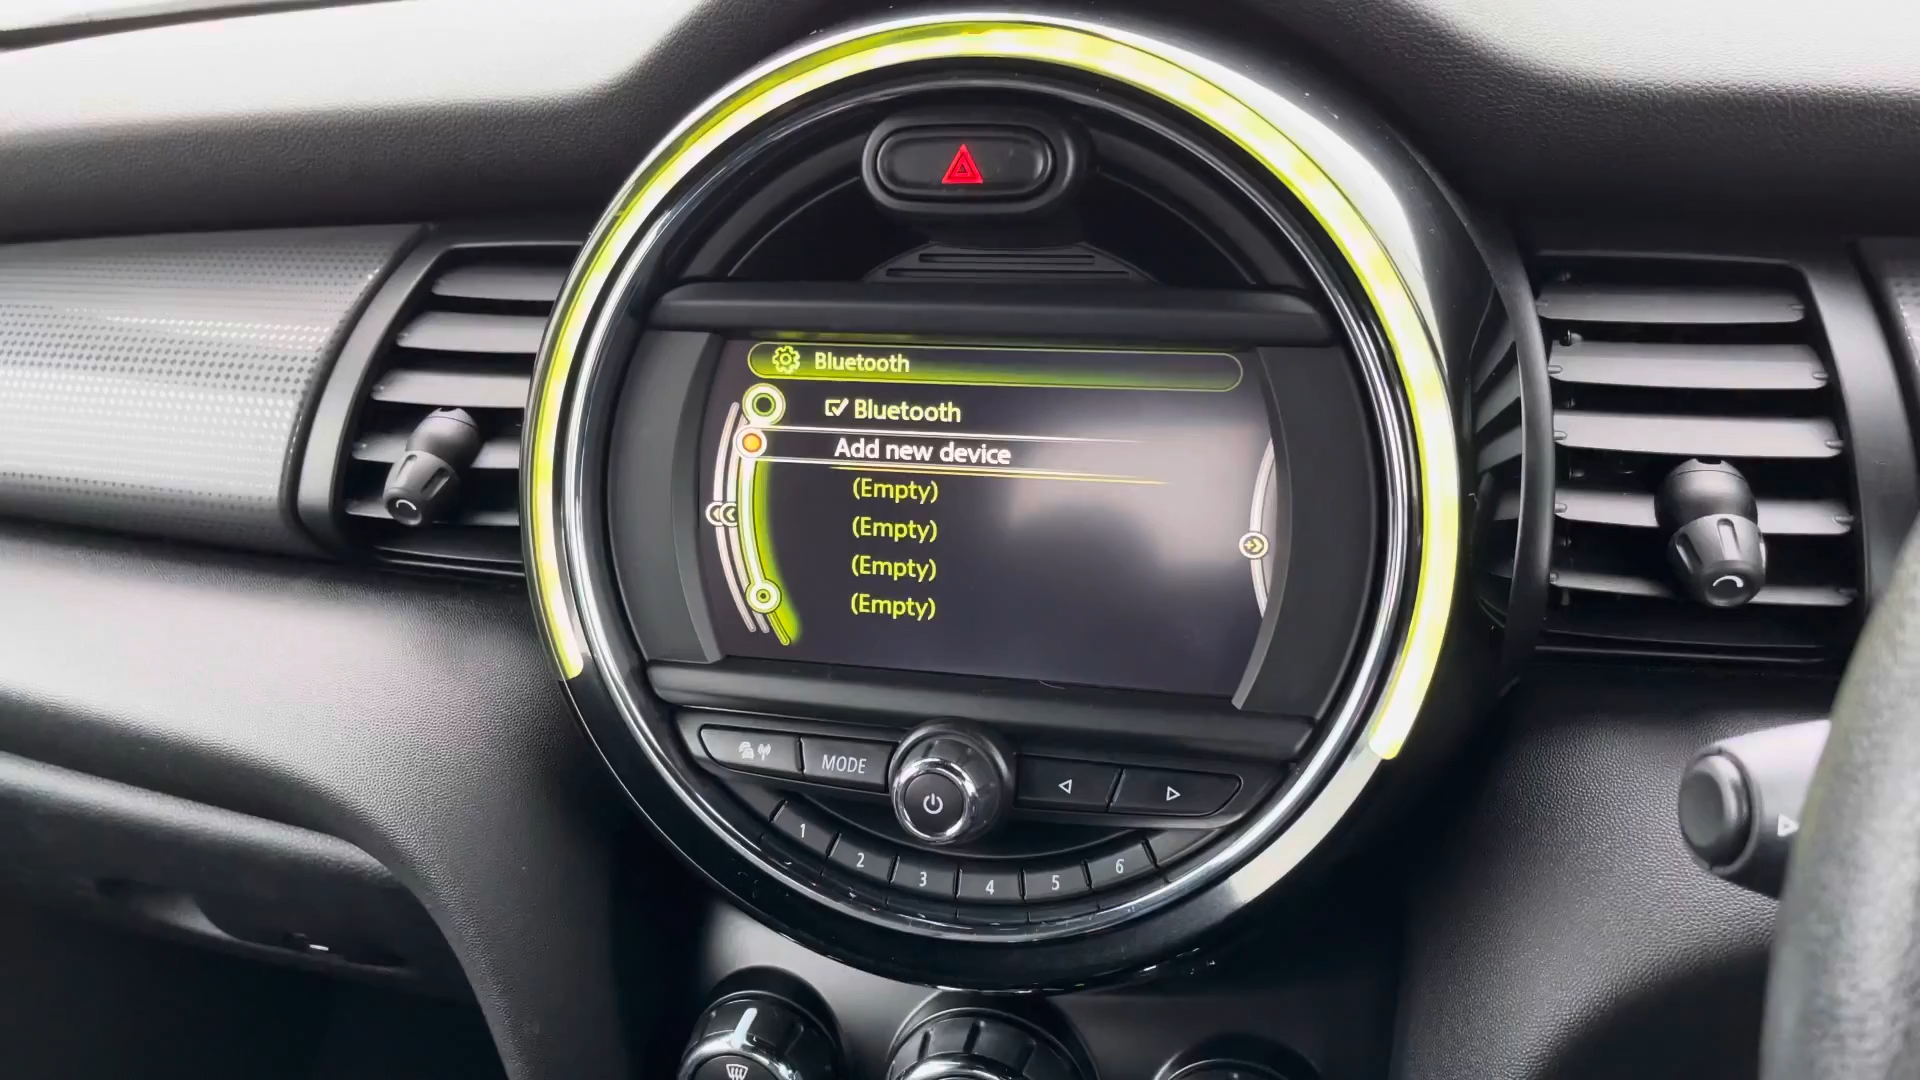 Bluetooth
Bluetooth
Add new device
(Empty)
(Empty)
(Empty)
(Empty)
MODE
1
2
3
4
5
6